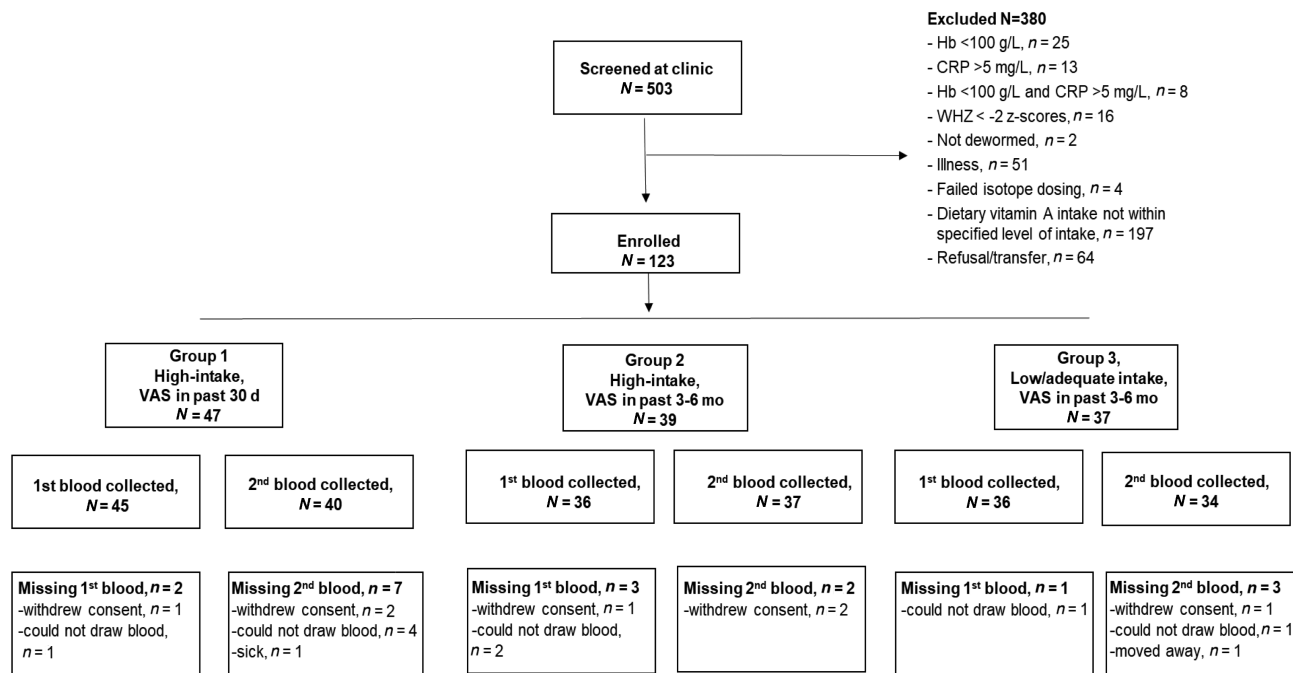 Excluded N=380
- Hb <100 g/L, n = 25
- CRP >5 mg/L, n = 13
- Hb <100 g/L and CRP >5 mg/L, n = 8
- WHZ < -2 z-scores, n = 16
- Not dewormed, n = 2
- Illness, n = 51
- Failed isotope dosing, n = 4
- Dietary vitamin A intake not within
specified level of intake, n = 197
- Refusal/transfer, n = 64
Screened at clinic
N = 503
Enrolled
N = 123
Group 1
High-intake,
VAS in past 30 d
N = 47
Group 2
High-intake,
VAS in past 3-6 mo
N = 39
Group 3,
Low/adequate intake,
VAS in past 3-6 mo
N = 37
1st blood collected,
N = 45
2nd blood collected,
N = 40
1st blood collected,
N = 36
2nd blood collected,
N = 37
1st blood collected,
N = 36
2nd blood collected,
N = 34
Missing 1st blood, n = 2
-withdrew consent, n = 1
-could not draw blood,
n = 1
Missing 2nd blood, n = 7
-withdrew consent, n = 2
-could not draw blood, n = 4
-sick, n = 1
Missing 1st blood, n = 3
-withdrew consent, n = 1
-could not draw blood,
n = 2
Missing 2nd blood, n = 2
-withdrew consent, n = 2
Missing 1st blood, n = 1
-could not draw blood, n = 1
Missing 2nd blood, n = 3
-withdrew consent, n = 1
-could not draw blood, n = 1
-moved away, n = 1